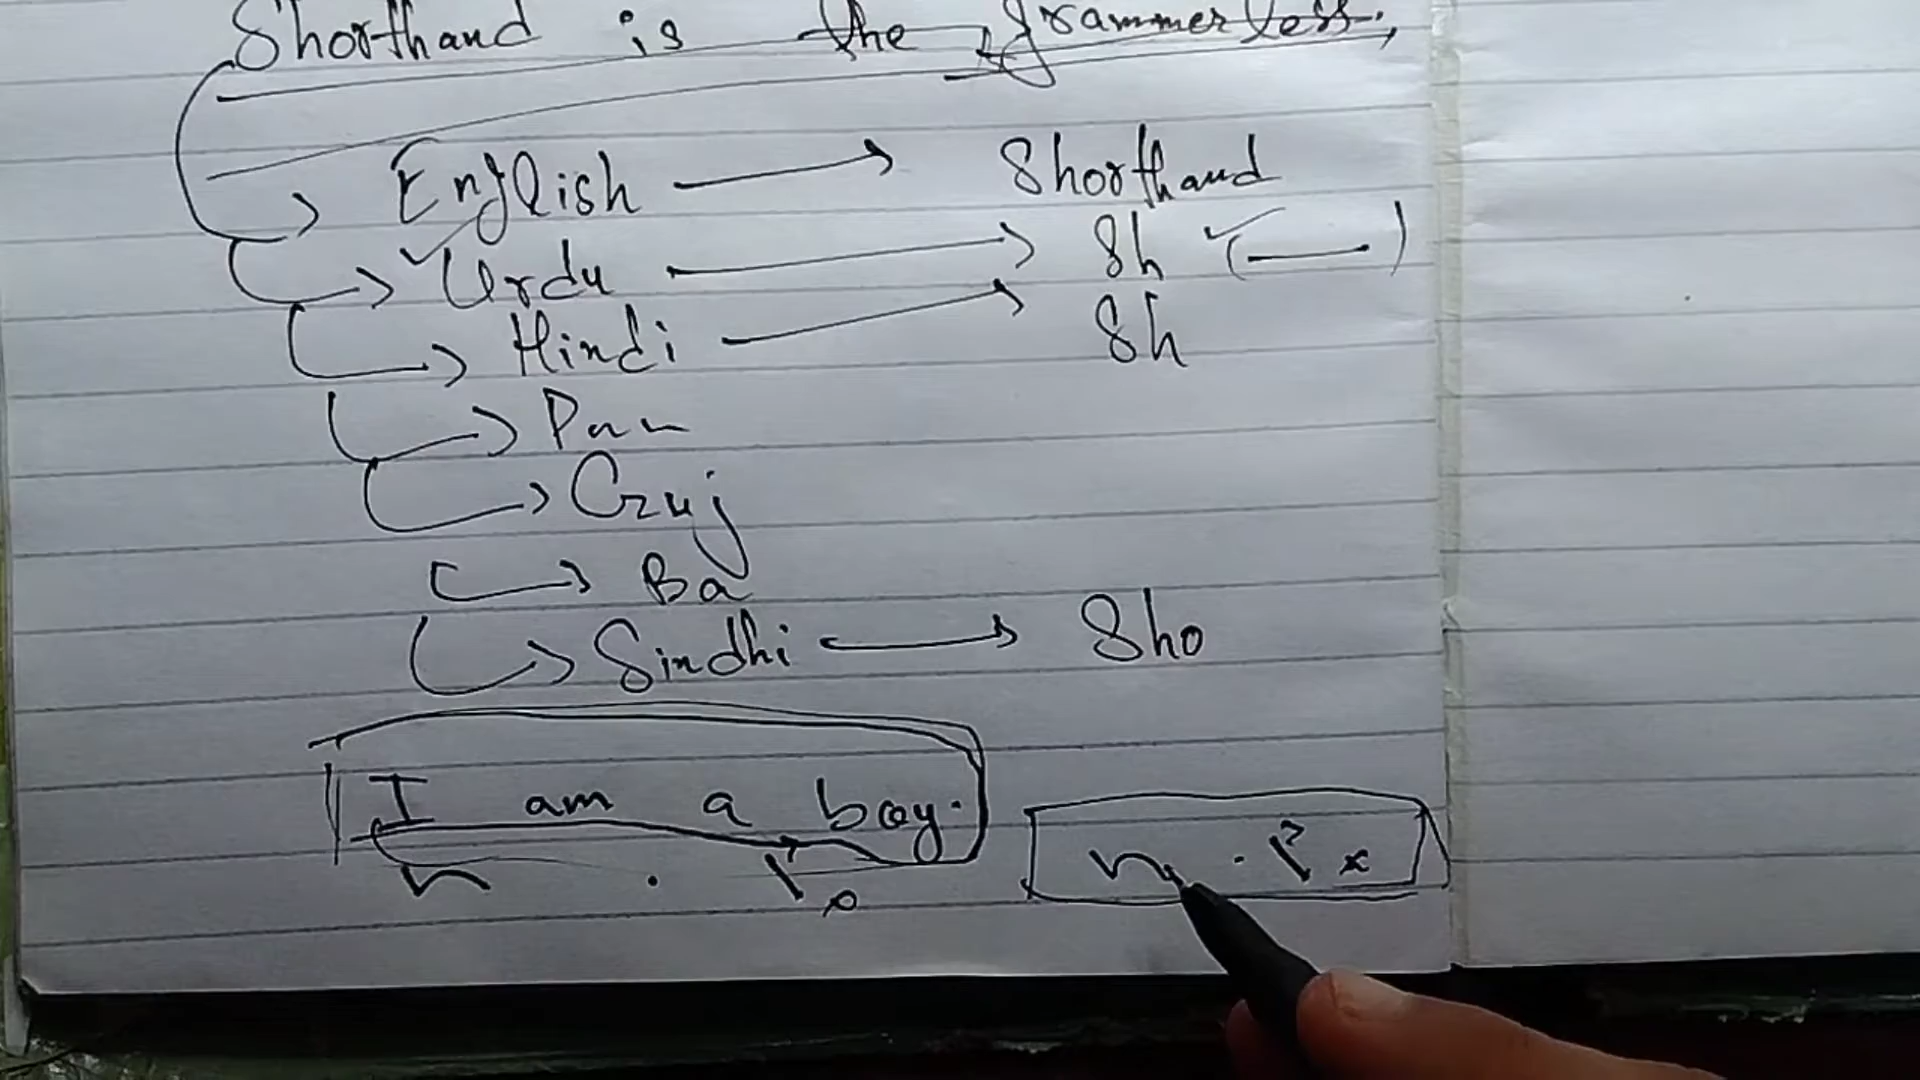 Shorthand is the grammerless.
English → Shorthand
Urdu → Sh (—)
Hindi → Sh
Pun
Guj
Ba
Sindhi → Sho
I am a boy.